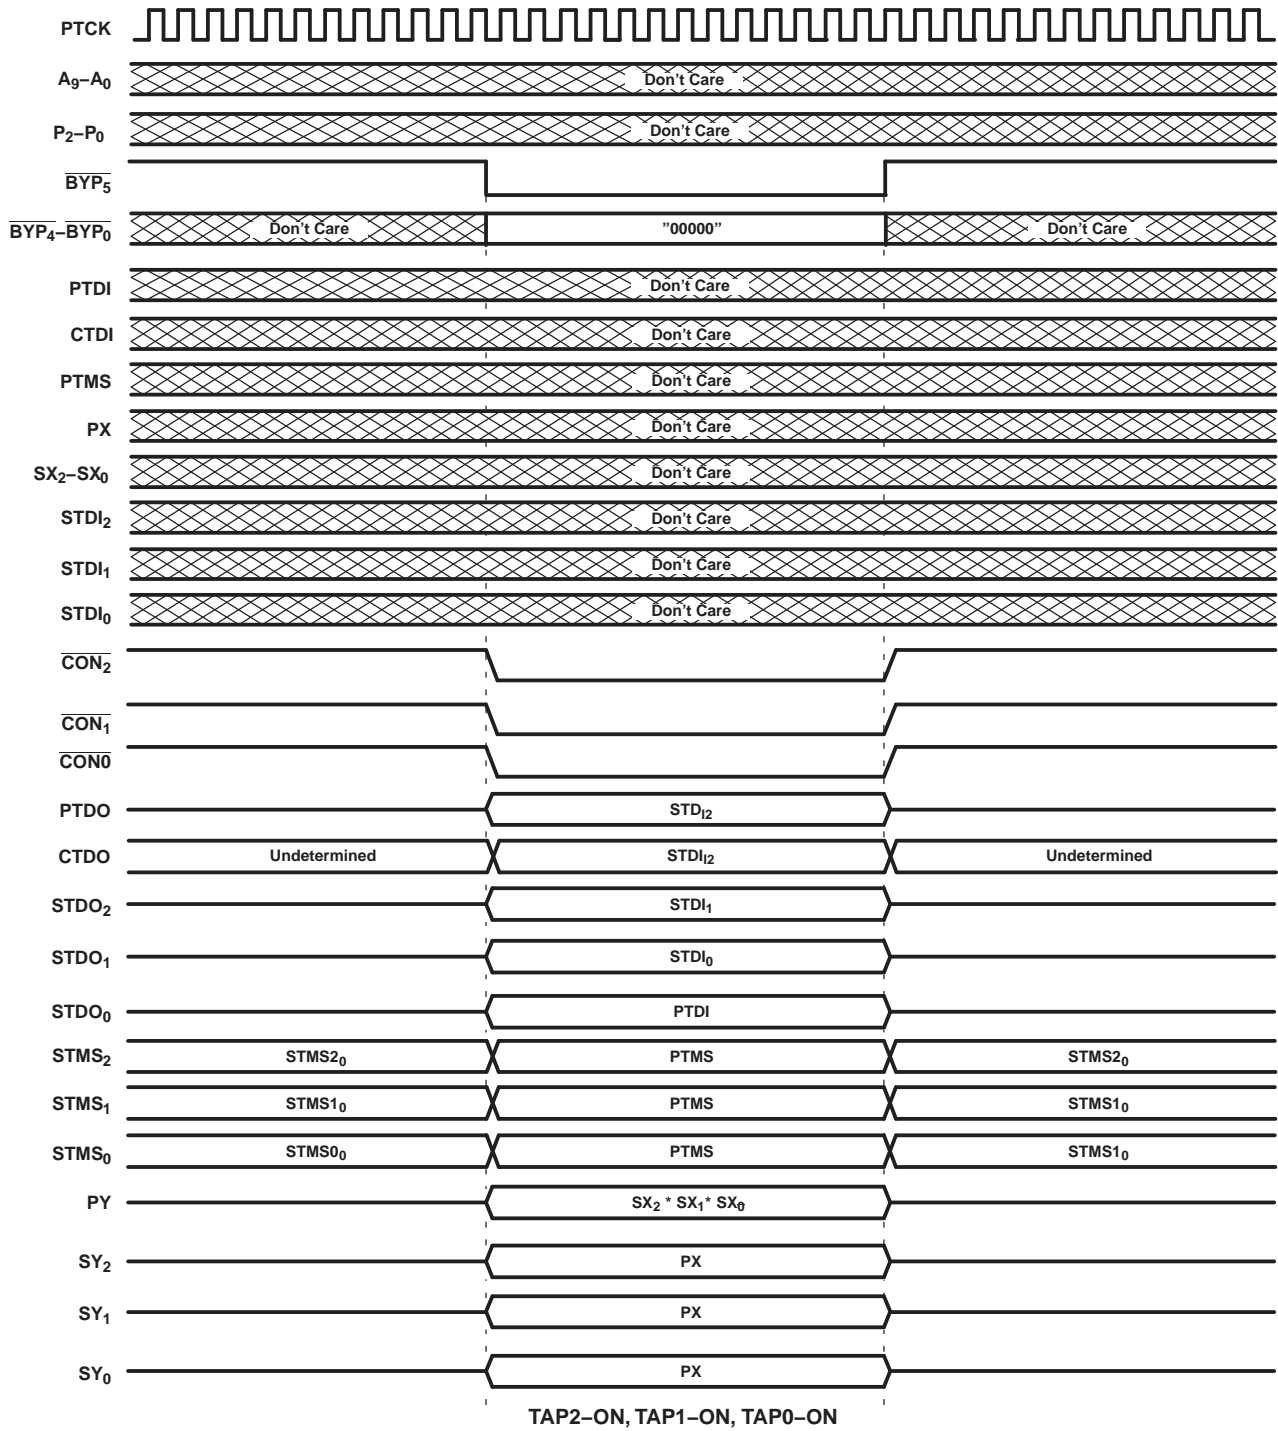 PTCK
A9–A0 Don't Care
P2–P0 Don't Care
BYP5
BYP4–BYP0 Don't Care "00000" Don't Care
PTDI Don't Care
CTDI Don't Care
PTMS Don't Care
PX Don't Care
SX2–SX0 Don't Care
STDI2 Don't Care
STDI1 Don't Care
STDI0 Don't Care
CON2
CON1
CON0
PTDO STDI2
CTDO Undetermined STDII2 Undetermined
STDO2 STDI1
STDO1 STDI0
STDO0 PTDI
STMS2 STMS20 PTMS STMS20
STMS1 STMS10 PTMS STMS10
STMS0 STMS00 PTMS STMS10
PY SX2 * SX1* SX0
SY2 PX
SY1 PX
SY0 PX
TAP2–ON, TAP1–ON, TAP0–ON